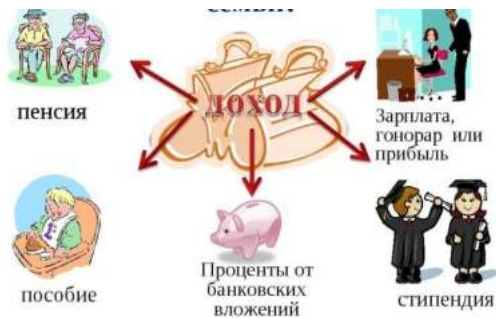 ДОХОД
пенсия
Зарплата,
гонорар или
прибыль
пособие
Проценты от
банковских
вложений
стипендия